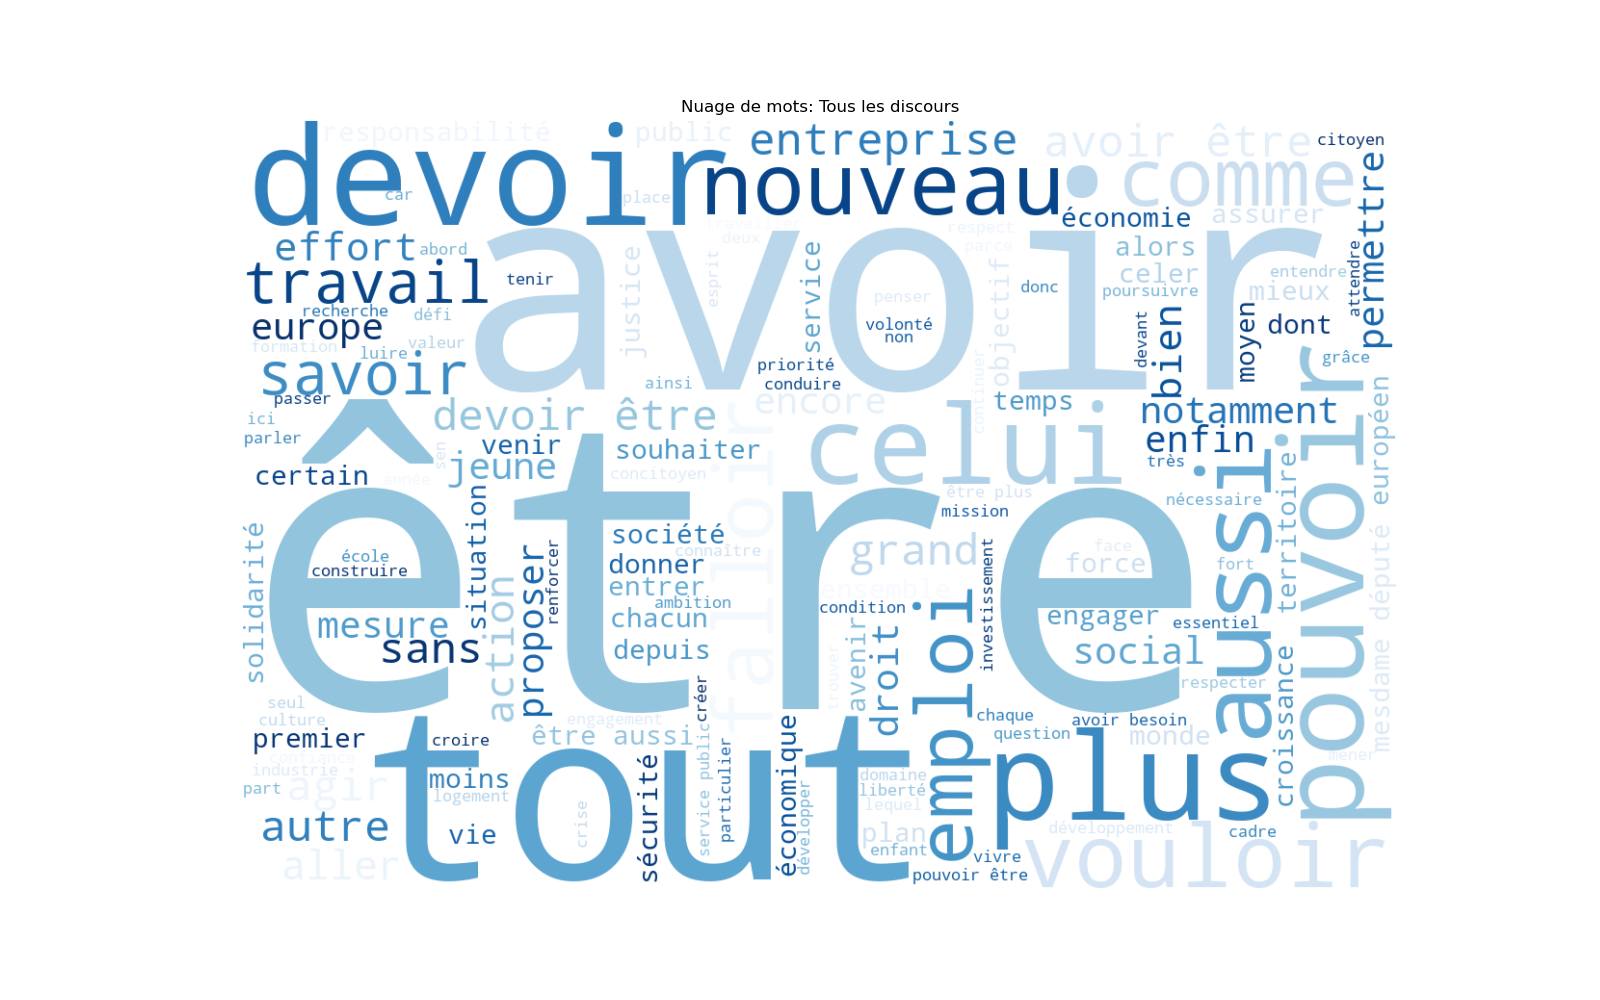 Nuage de mots: Tous les discours
responsabilité
public
entreprise
avoir être
citoyen
devoir
nouveau
comme
permettre
car
place
travailler
deux
respect
parce
économie
assurer
effort
abord
avoir
alors
entendre
attendre
travail
tenir
justice
esprit
service
penser
objectif
donc
celer
poursuivre
mieux
recherche
défi
europe
volonté
non
devant
bien
moyen
dont
formation
luire
valeur
priorité
conduire
grâce
savoir
ainsi
continuer
passer
ici
parler
devoir être
encore
temps
notamment
européen
venir
souhaiter
celui
enfin
très
sen
jeune
certain
année
concitoyen
falloir
être plus
mission
nécessaire
aussi
territoire
pouvoir
être
solidarité
situation
société
connaître
grand
face
force
fort
école
construire
donner
entrer
ensemble
renforcer
proposer
ambition
condition
investissement
emploi
engager
essentiel
mesure
sans
action
chacun
depuis
avenir
droit
social
mesdame député
trouver
respecter
croissance
seul
culture
créer
engagement
chaque
question
avoir besoin
monde
mener
premier
croire
être aussi
confiance
industrie
part
agir
tout
moins
logement
sécurité
service public
particulier
économique
développer
domaine
liberté
lequel
plus
crise
autre
vie
plan
enfant
développement
cadre
aller
vivre
pouvoir être
vouloir